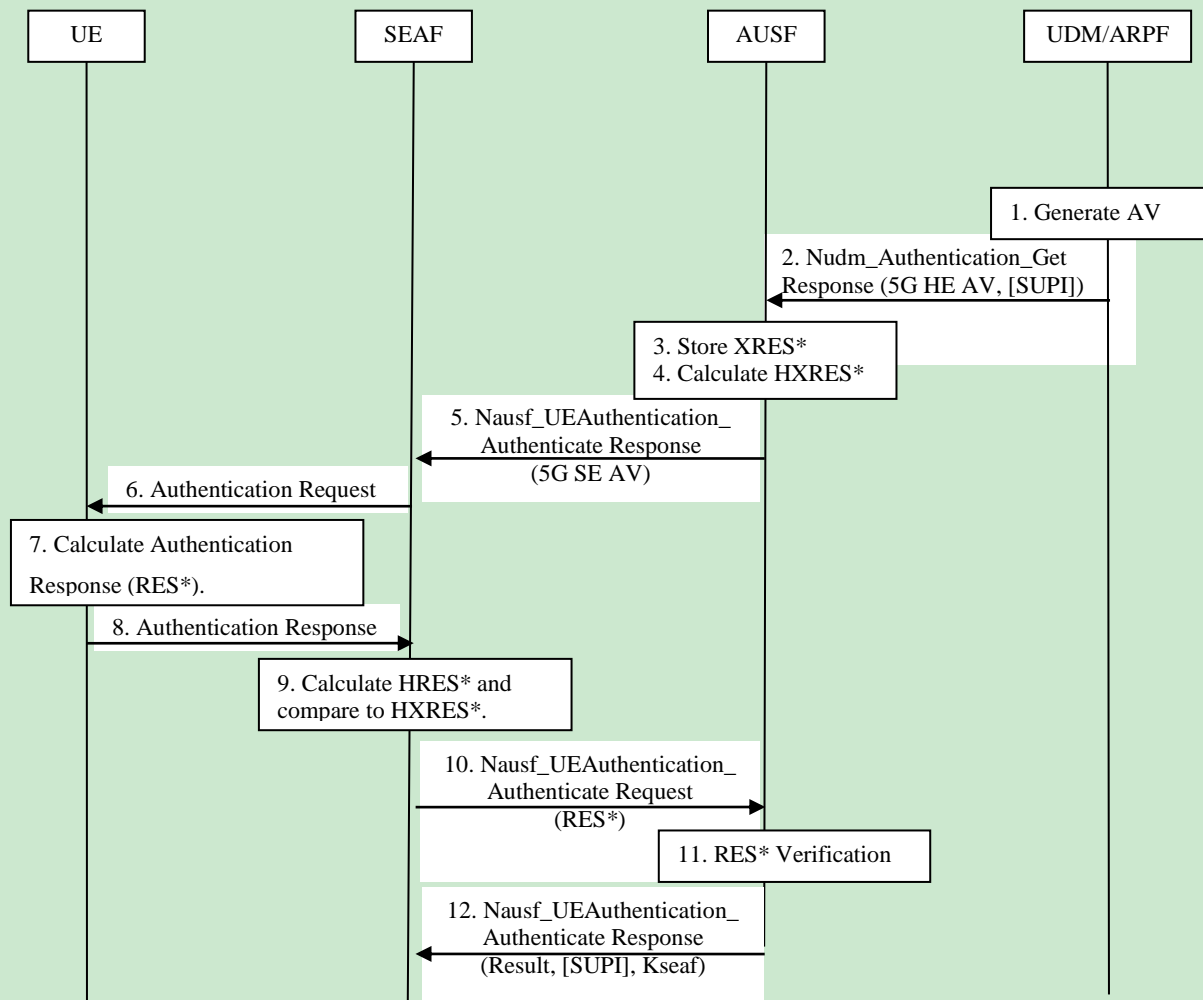 UE
SEAF
AUSF
UDM/ARPF
1. Generate AV
2. Nudm_Authentication_Get
Response (5G HE AV, [SUPI])
3. Store XRES*
4. Calculate HXRES*
5. Nausf_UEAuthentication_
Authenticate Response
(5G SE AV)
6. Authentication Request
7. Calculate Authentication
Response (RES*).
8. Authentication Response
9. Calculate HRES* and
compare to HXRES*.
10. Nausf_UEAuthentication_
Authenticate Request
(RES*)
11. RES* Verification
12. Nausf_UEAuthentication_
Authenticate Response
(Result, [SUPI], Kseaf)